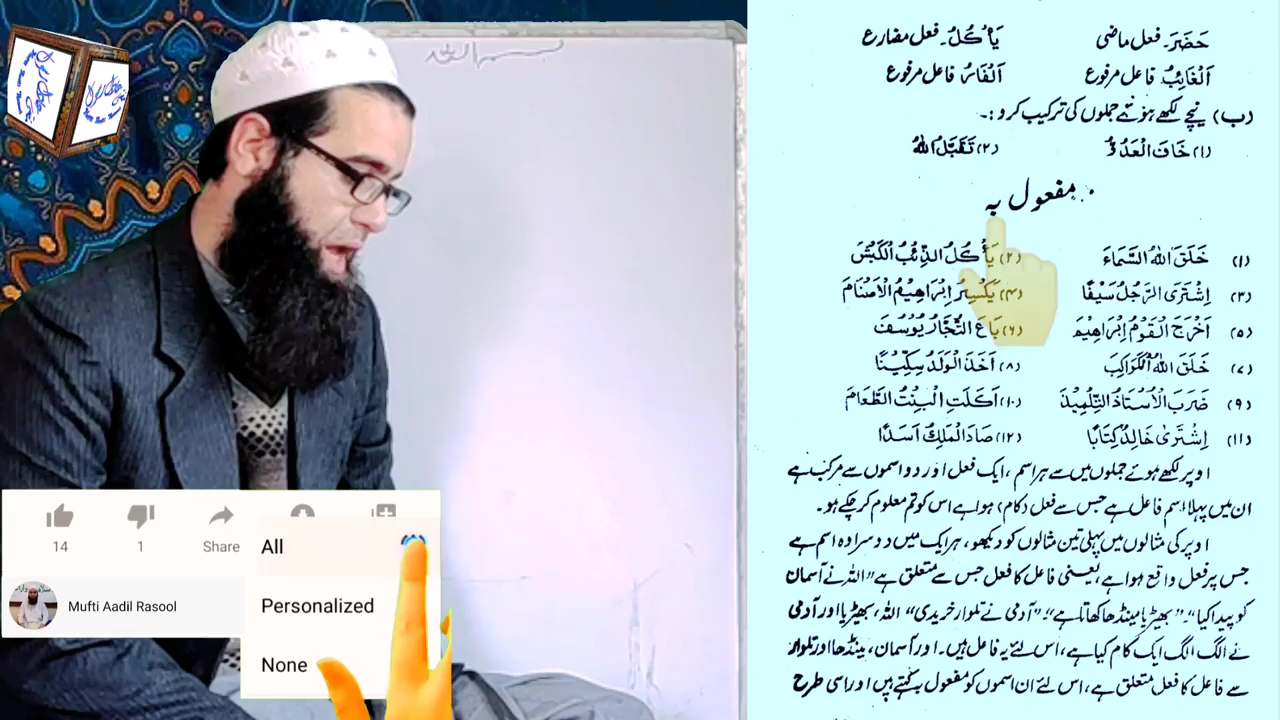 بسم اللہ
حَضَرَ۔ فعل ماضی یَأْکُلُ۔ فعل مضارع
اَلْغَائِبُ فاعل مرفوع اَلْفَاسُ فاعل مرفوع
(ب) نیچے لکھے ہوئے جملوں کی ترکیب کرو :۔
(۱) خَافَ الْعَدُوُّ (۲) تَقَبَّلَ اللهُ
مفعول بہ
(۱) خَلَقَ اللهُ السَّمَاءَ (۲) یَأْکُلُ الذِّئْبُ الْکَبْشَ
(۳) اِشْتَرَی الرَّجُلُ سَیْفًا (۴) یَکْسِرُ اِبْرَاهِیْمُ الْاَصْنَامَ
(۵) اَخْرَجَ الْقَوْمُ اِبْرَاهِیْمَ (۶) بَاعَ التُّجَّارُ یُوْسُفَ
(۷) خَلَقَ اللهُ الْکَوَاکِبَ (۸) اَخَذَ الْوَلَدُ سِکِّیْنًا
(۹) ضَرَبَ الْاُسْتَاذُ التِّلْمِیْذَ (۱۰) اَکَلَتِ الْبِنْتُ الطَّعَامَ
(۱۱) اِشْتَرٰی خَالِدٌ کِتَابًا (۱۲) صَادَ الْمَلِکُ اَسَدًا
اوپر لکھے ہوئے جملوں میں سے ہر اسم، ایک فعل اور دو اسموں سے مرکب ہے
ان میں پہلا اسم فاعل ہے جس سے فعل (کام) ہوا ہے اس کو تم معلوم کر چکے ہو۔
اوپر کی مثالوں میں پہلی تین مثالوں کو دیکھو، ہر ایک میں دوسرا وہ اسم ہے
جس پر فعل واقع ہوا ہے، یعنی فاعل کا فعل جس سے متعلق ہے "اللہ نے آسمان
کو پیدا کیا"۔ "بھیڑیا مینڈھا کھاتا ہے"۔ "آدمی نے تلوار خریدی" اللہ، بھیڑیا اور آدمی
نے الگ الگ ایک کام کیا ہے، اس لئے یہ فاعل ہیں۔ اور آسمان، مینڈھا اور تلوار
سے فاعل کا فعل متعلق ہے، اس لئے ان اسموں کو مفعول بہ کہتے ہیں اور اسی طرح
14 1 Share
All
Mufti Aadil Rasool
Personalized
None